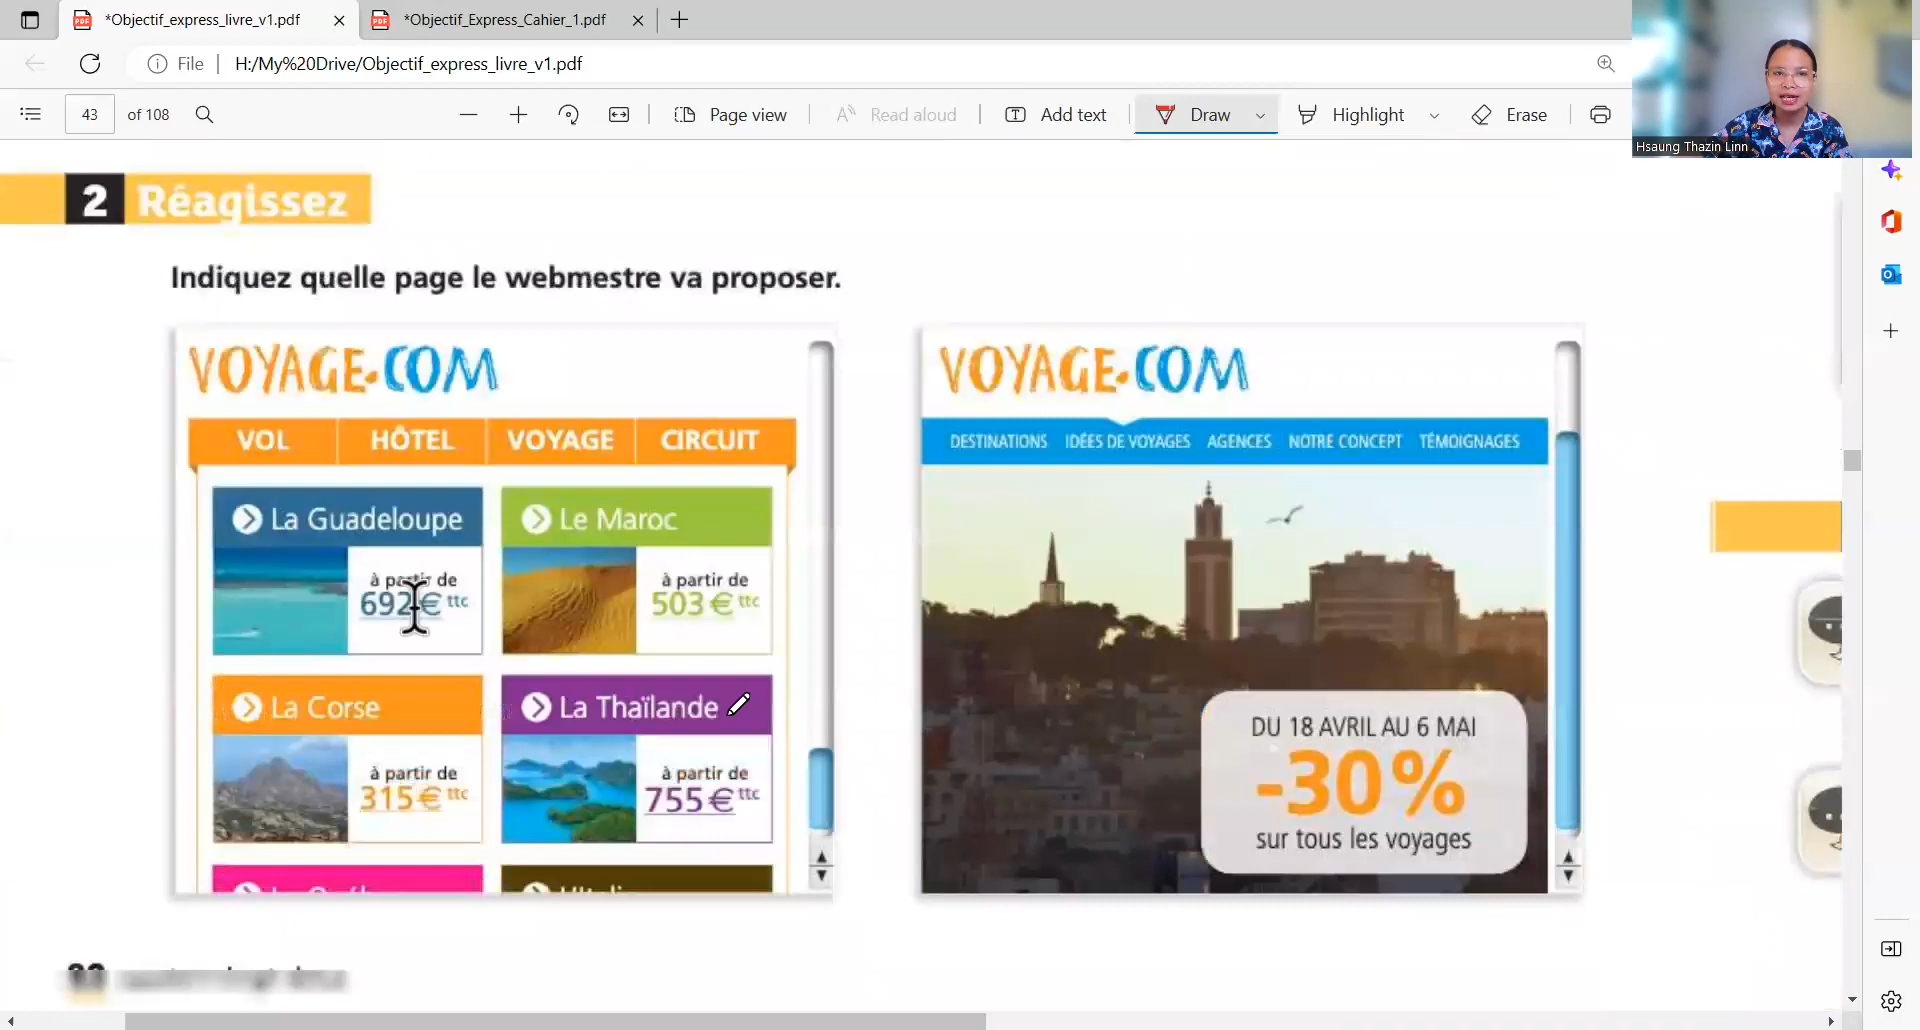 *Objectif_express_livre_v1.pdf
*Objectif_Express_Cahier_1.pdf
File
H:/My%20Drive/Objectif_express_livre_v1.pdf
43 of 108
Page view
Read aloud
Add text
Draw
Highlight
Erase
Hsaung Thazin Linn
2 Réagissez
Indiquez quelle page le webmestre va proposer.
VOYAGE.COM
VOL HÔTEL VOYAGE CIRCUIT
La Guadeloupe
à partir de
692 € ttc
Le Maroc
à partir de
503 € ttc
La Corse
à partir de
315 € ttc
La Thaïlande
à partir de
755 € ttc
VOYAGE.COM
DESTINATIONS IDÉES DE VOYAGES AGENCES NOTRE CONCEPT TÉMOIGNAGES
DU 18 AVRIL AU 6 MAI
-30%
sur tous les voyages